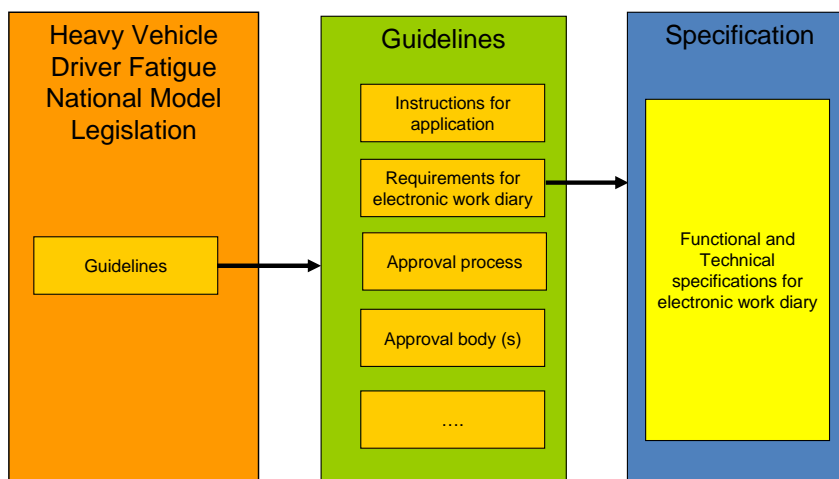 Heavy Vehicle
Driver Fatigue
National Model
Legislation
Guidelines
Guidelines
Instructions for
application
Requirements for
electronic work diary
Approval process
Approval body (s)
….
Specification
Functional and
Technical
specifications for
electronic work diary